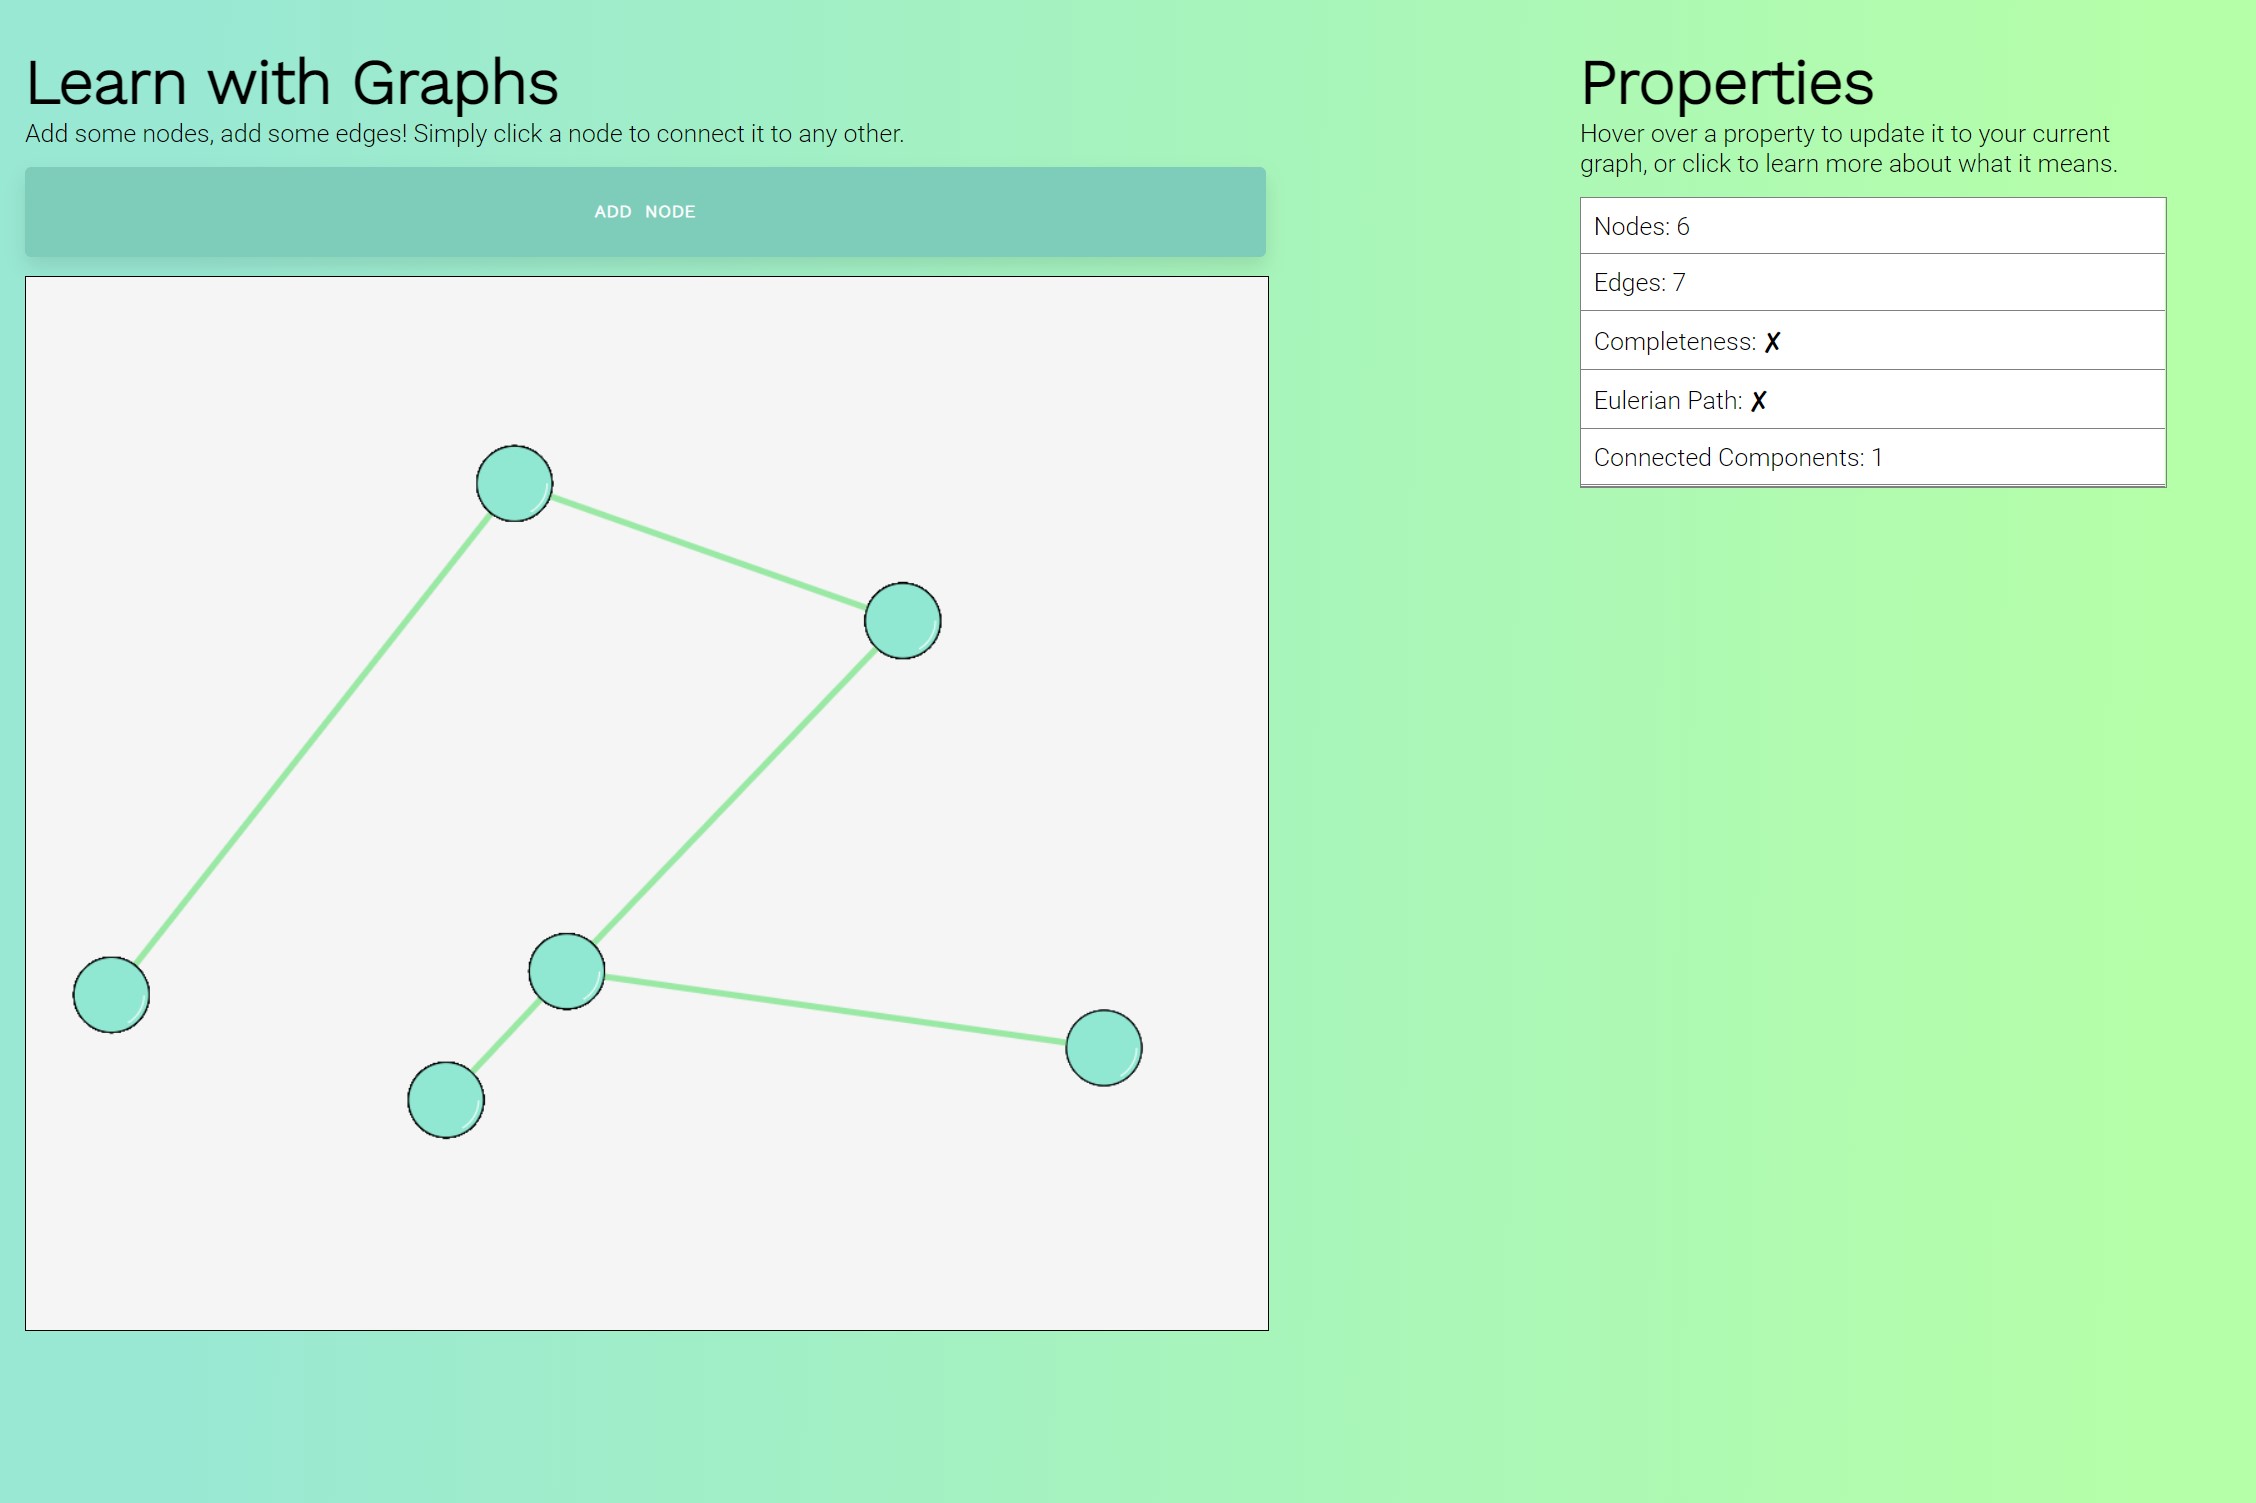 Learn with Graphs
Add some nodes, add some edges! Simply click a node to connect it to any other.
ADD NODE
Properties
Hover over a property to update it to your current
graph, or click to learn more about what it means.
Nodes: 6
Edges: 7
Completeness: ✗
Eulerian Path: ✗
Connected Components: 1